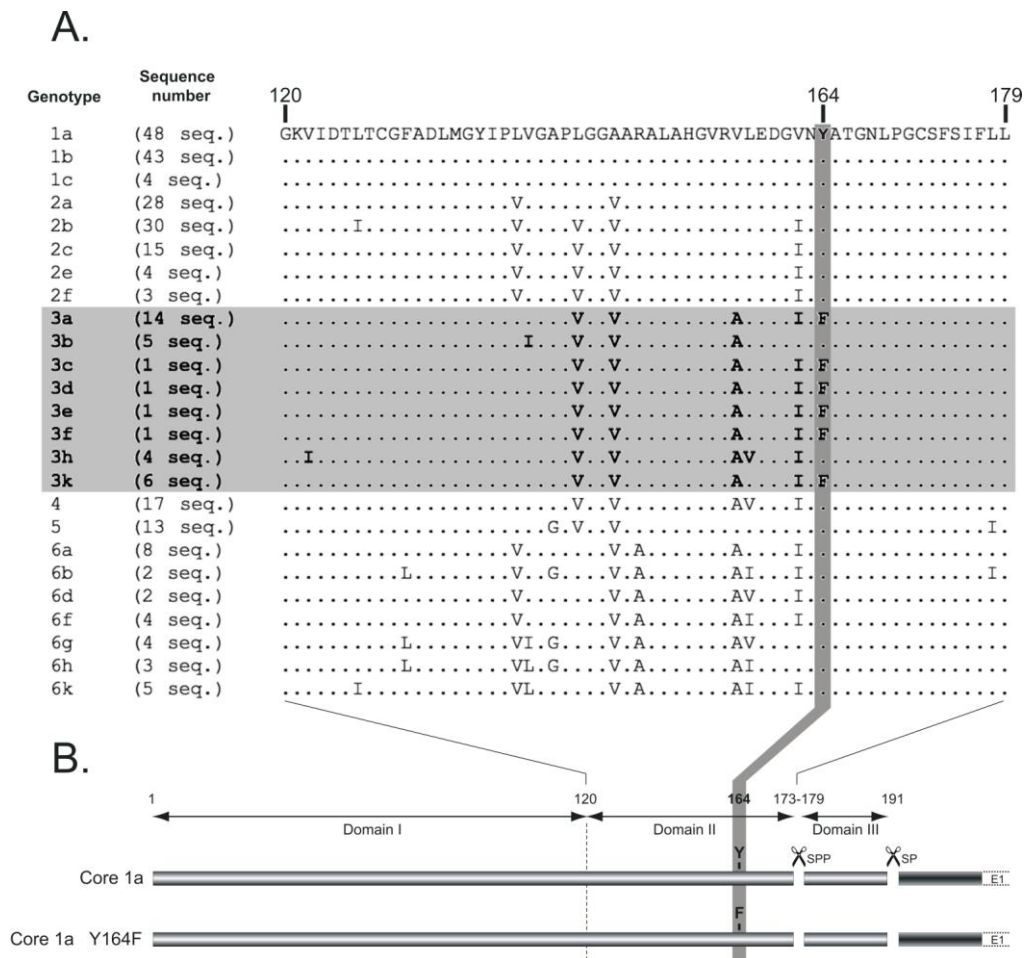 A.
Genotype Sequence number 120 164 179
1a (48 seq.) GKVIDTLTCGFADLMGYIPLVGAPLGGAARALAHGVRVLEDGVNYATGNLPGCSFSIFLL
1b (43 seq.) ............................................................
1c (4 seq.) ............................................................
2a (28 seq.) ...................V.......V................................
2b (30 seq.) ......I............V....V..V..............I.................
2c (15 seq.) ...................V....V..V..............I.................
2e (4 seq.) ...................V....V..V..............I.................
2f (3 seq.) ...................V....V..V..............I.................
3a (14 seq.) ........................V..V.........A....I.F...............
3b (5 seq.) ....................I...V..V.........A......................
3c (1 seq.) ........................V..V.........A....I.F...............
3d (1 seq.) ........................V..V.........A....I.F...............
3e (1 seq.) ........................V..V.........A....I.F...............
3f (1 seq.) ........................V..V.........A....I.F...............
3h (4 seq.) ..I.....................V..V.........AV...I.................
3k (6 seq.) ........................V..V.........A....I.F...............
4 (17 seq.) ........................V..V.........AV...I.................
5 (13 seq.) ......................G.V..V..............................I.
6a (8 seq.) ...................V.......V.A.......A....I.................
6b (2 seq.) ..........L........V..G....V.A.......AI...I...............I.
6d (2 seq.) ...................V.......V.A.......AV...I.................
6f (4 seq.) ...................V.......V.A.......AI...I.................
6g (4 seq.) ..........L........VI.G....V.A.......AV.....................
6h (3 seq.) ..........L........VL.G....V.A.......AI.....................
6k (5 seq.) ......I............VL......V.A.......AI...I.................
B.
1 120 164 173-179 191
Domain I Domain II Domain III
Y SPP SP
Core 1a E1
F
Core 1a Y164F E1